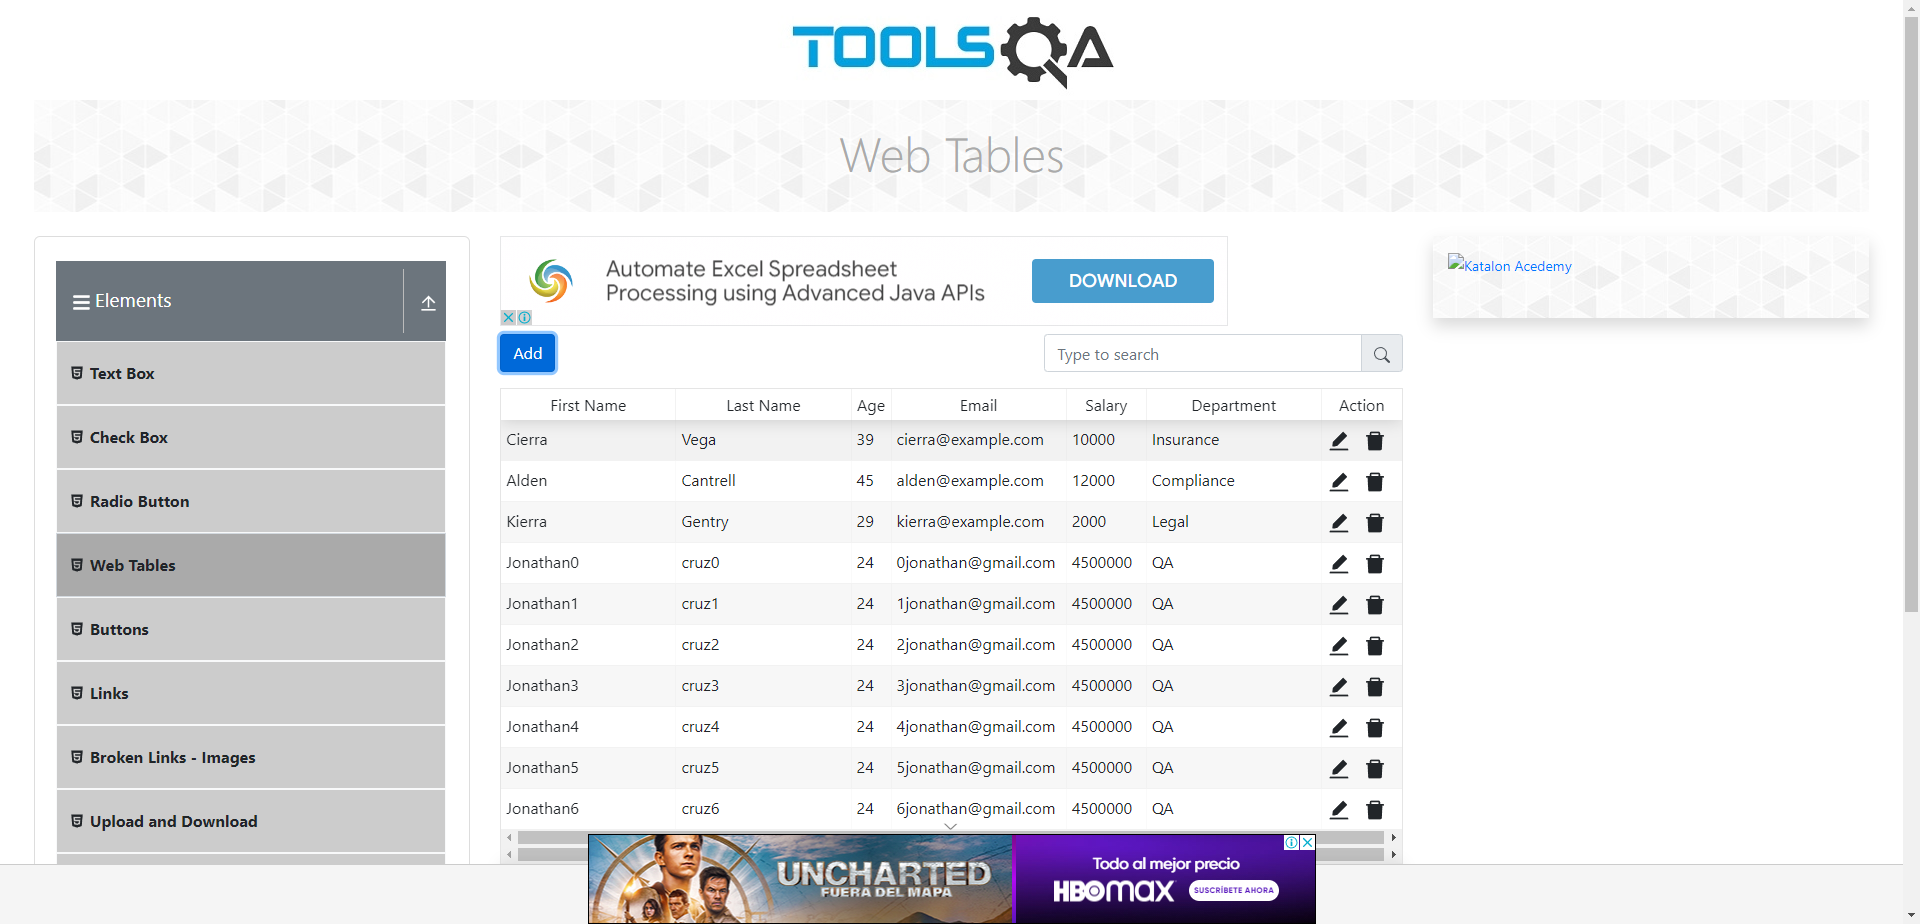 TOOLSQA
Web Tables
Elements
Text Box
Check Box
Radio Button
Web Tables
Buttons
Links
Broken Links - Images
Upload and Download
Automate Excel Spreadsheet
Processing using Advanced Java APIs
DOWNLOAD
Add
Type to search
First Name Last Name Age Email Salary Department Action
Cierra Vega 39 cierra@example.com 10000 Insurance
Alden Cantrell 45 alden@example.com 12000 Compliance
Kierra Gentry 29 kierra@example.com 2000 Legal
Jonathan0 cruz0 24 0jonathan@gmail.com 4500000 QA
Jonathan1 cruz1 24 1jonathan@gmail.com 4500000 QA
Jonathan2 cruz2 24 2jonathan@gmail.com 4500000 QA
Jonathan3 cruz3 24 3jonathan@gmail.com 4500000 QA
Jonathan4 cruz4 24 4jonathan@gmail.com 4500000 QA
Jonathan5 cruz5 24 5jonathan@gmail.com 4500000 QA
Jonathan6 cruz6 24 6jonathan@gmail.com 4500000 QA
Katalon Acedemy
UNCHARTED
FUERA DEL MAPA
Todo al mejor precio
HBOMAX
SUSCRÍBETE AHORA